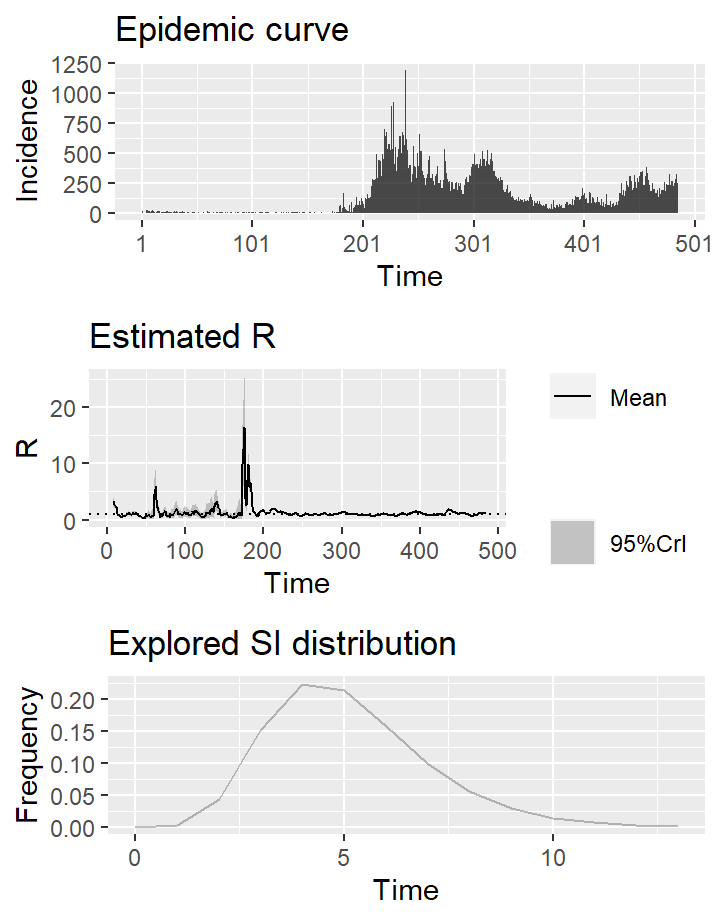 Epidemic curve
1250
1000
750
500
250
0
Incidence
1 101 201 301 401 501
Time
Estimated R
20
10
0
R
0 100 200 300 400 500
Time
Mean
95%CrI
Explored SI distribution
0.20
0.15
0.10
0.05
0.00
Frequency
0 5 10
Time